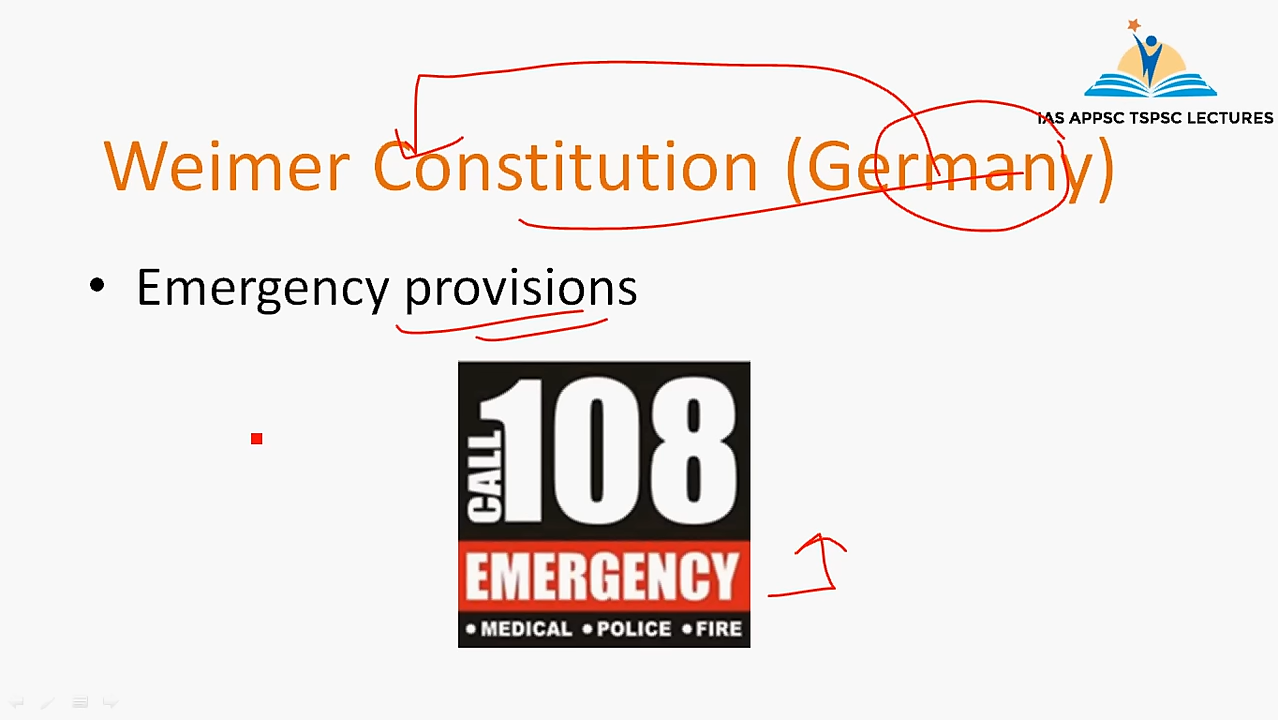 IAS APPSC TSPSC LECTURES
Weimer Constitution (Germany)
• Emergency provisions
CALL 108
EMERGENCY
• MEDICAL • POLICE • FIRE